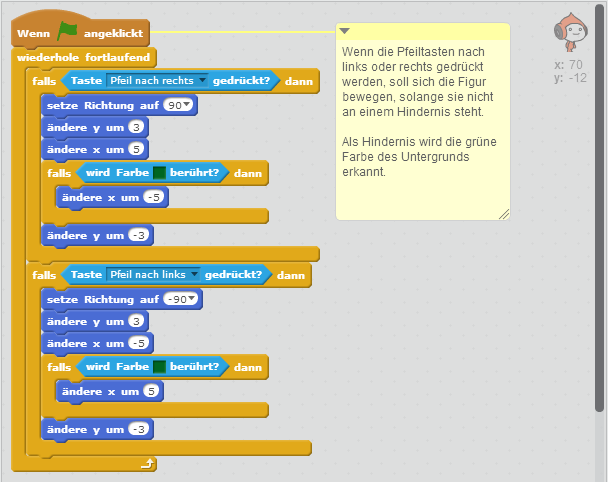 Wenn angeklickt
wiederhole fortlaufend
falls Taste Pfeil nach rechts gedrückt? dann
setze Richtung auf 90
ändere y um 3
ändere x um 5
falls wird Farbe berührt? dann
ändere x um -5
ändere y um -3
falls Taste Pfeil nach links gedrückt? dann
setze Richtung auf -90
ändere y um 3
ändere x um -5
falls wird Farbe berührt? dann
ändere x um 5
ändere y um -3
Wenn die Pfeiltasten nach
links oder rechts gedrückt
werden, soll sich die Figur
bewegen, solange sie nicht
an einem Hindernis steht.
Als Hindernis wird die grüne
Farbe des Untergrunds
erkannt.
x: 70
y: -12